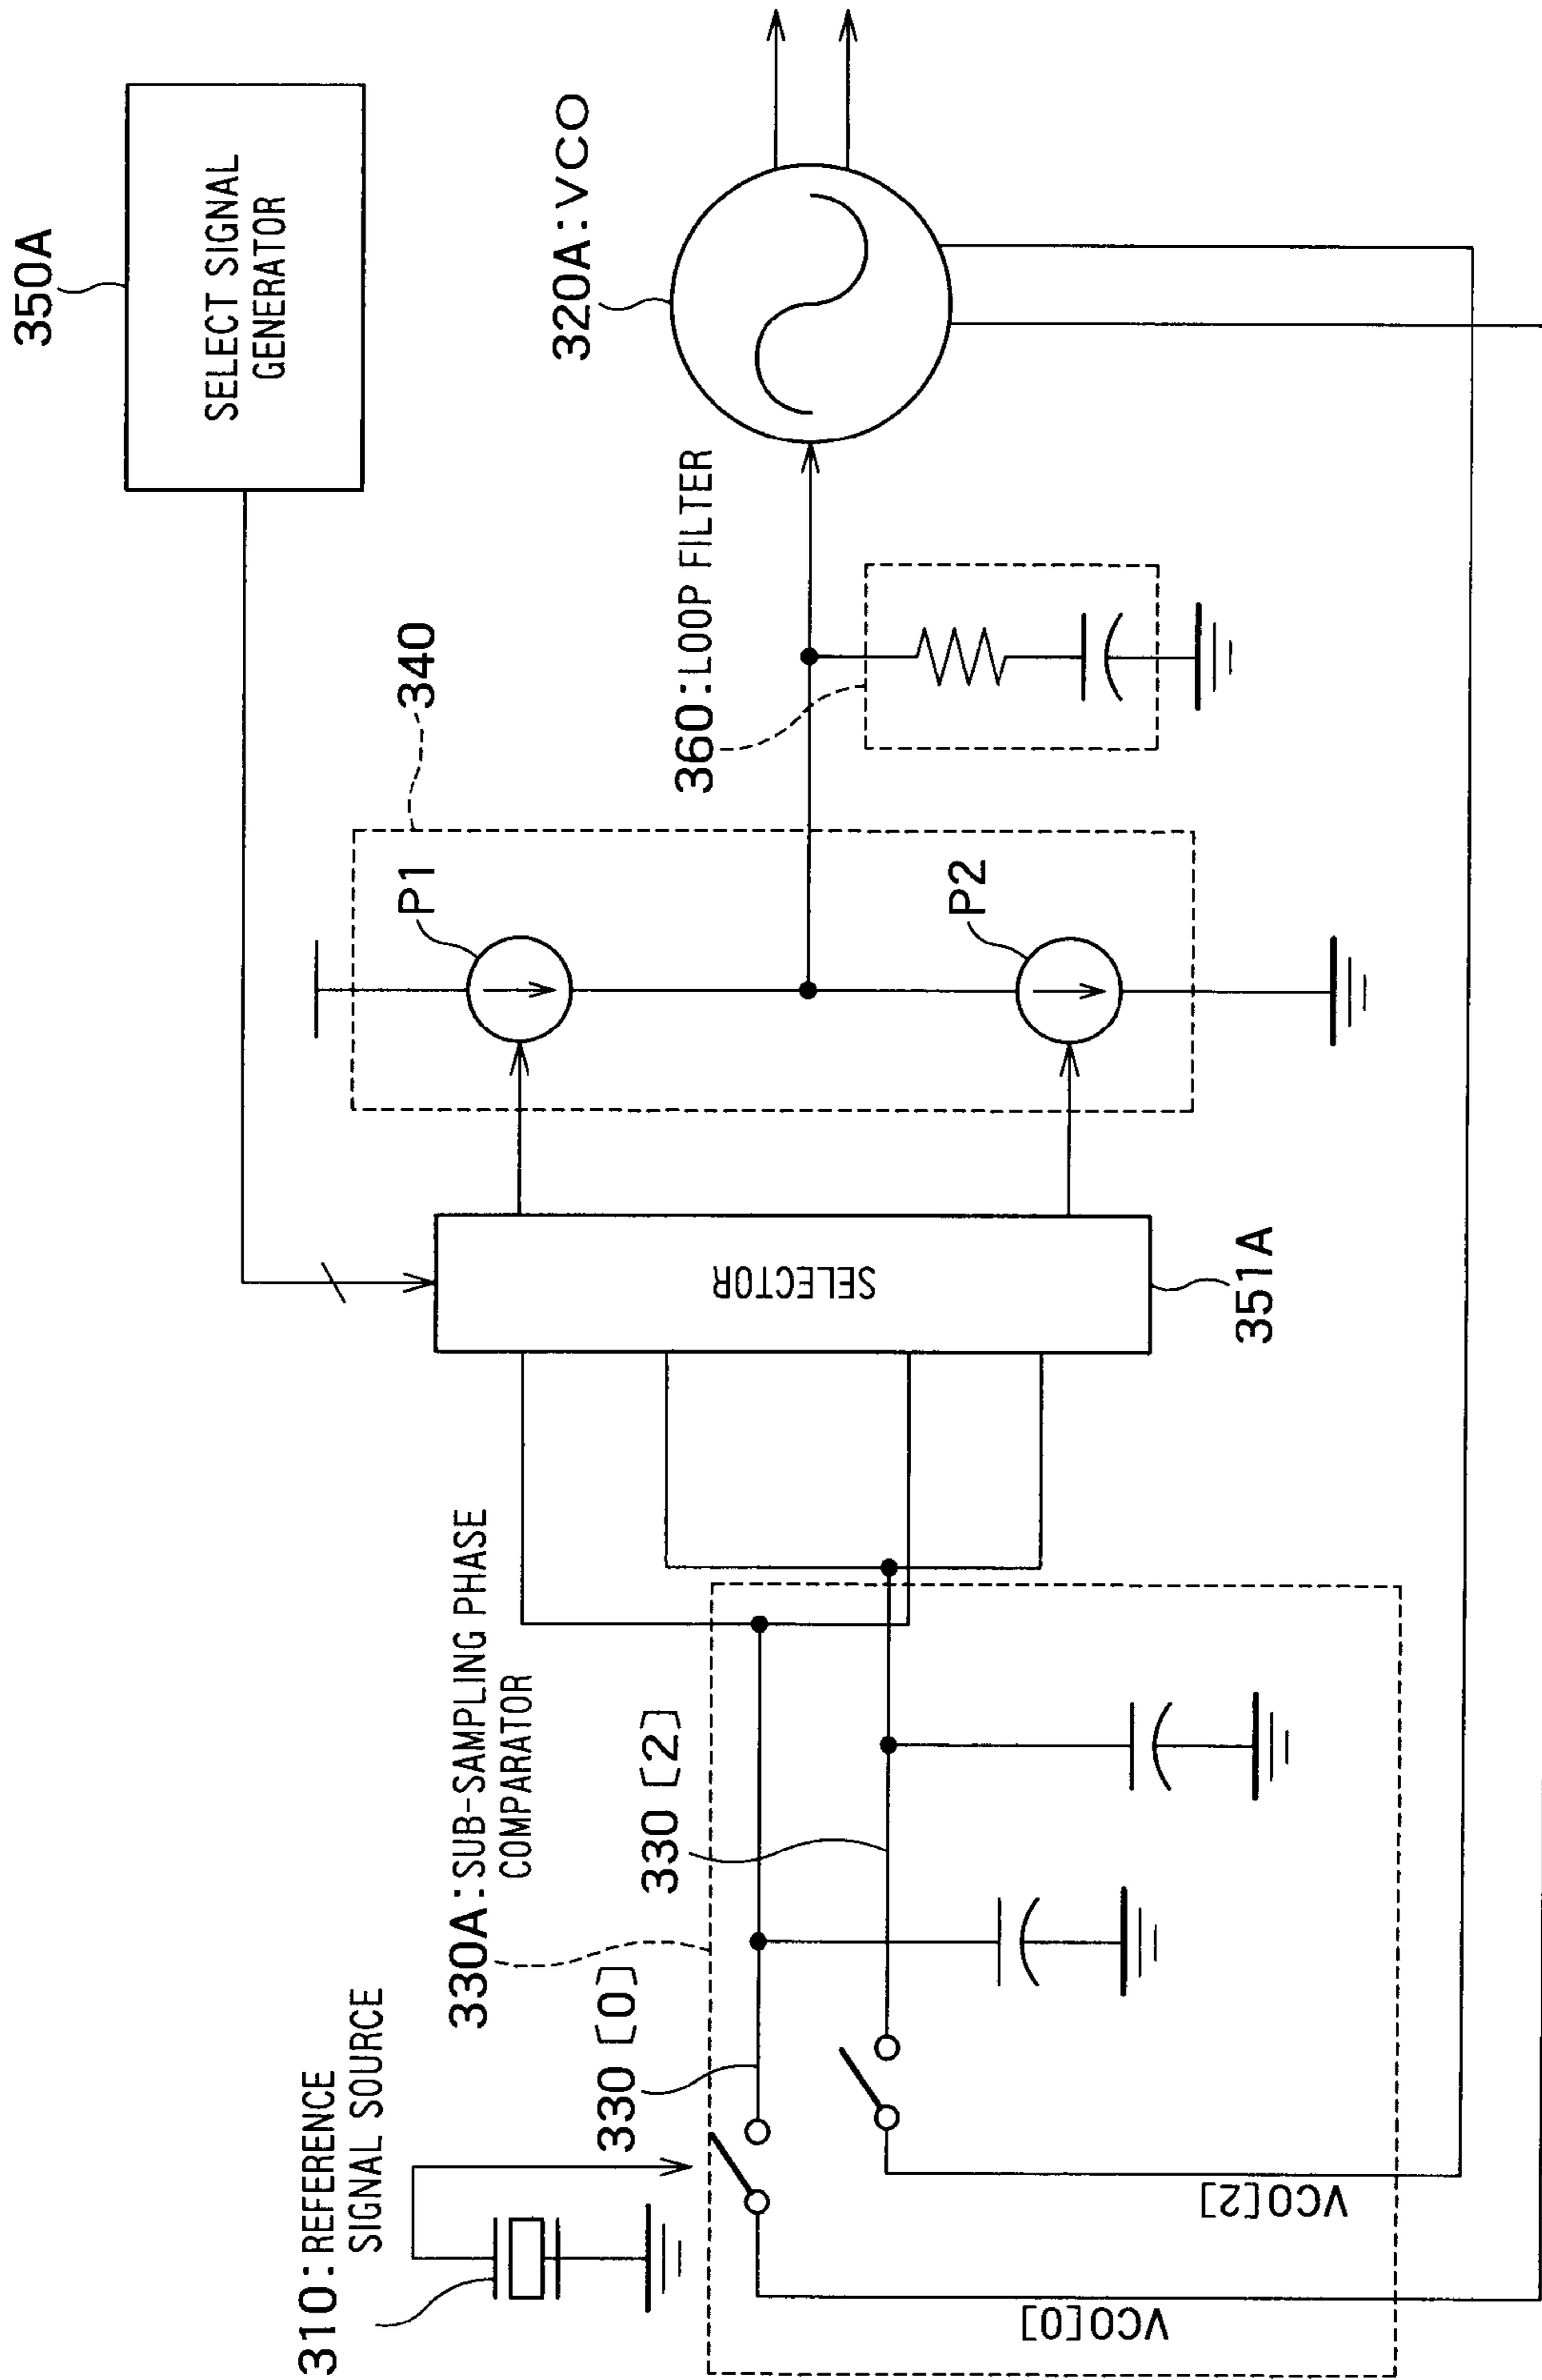 350A
SELECT SIGNAL
GENERATOR
320A:VCO
340
360:LOOP FILTER
P1
P2
SELECTOR
351A
330A:SUB-SAMPLING PHASE
COMPARATOR
310:REFERENCE
SIGNAL SOURCE
330 [0]
330 [2]
VCO[2]
VCO[0]